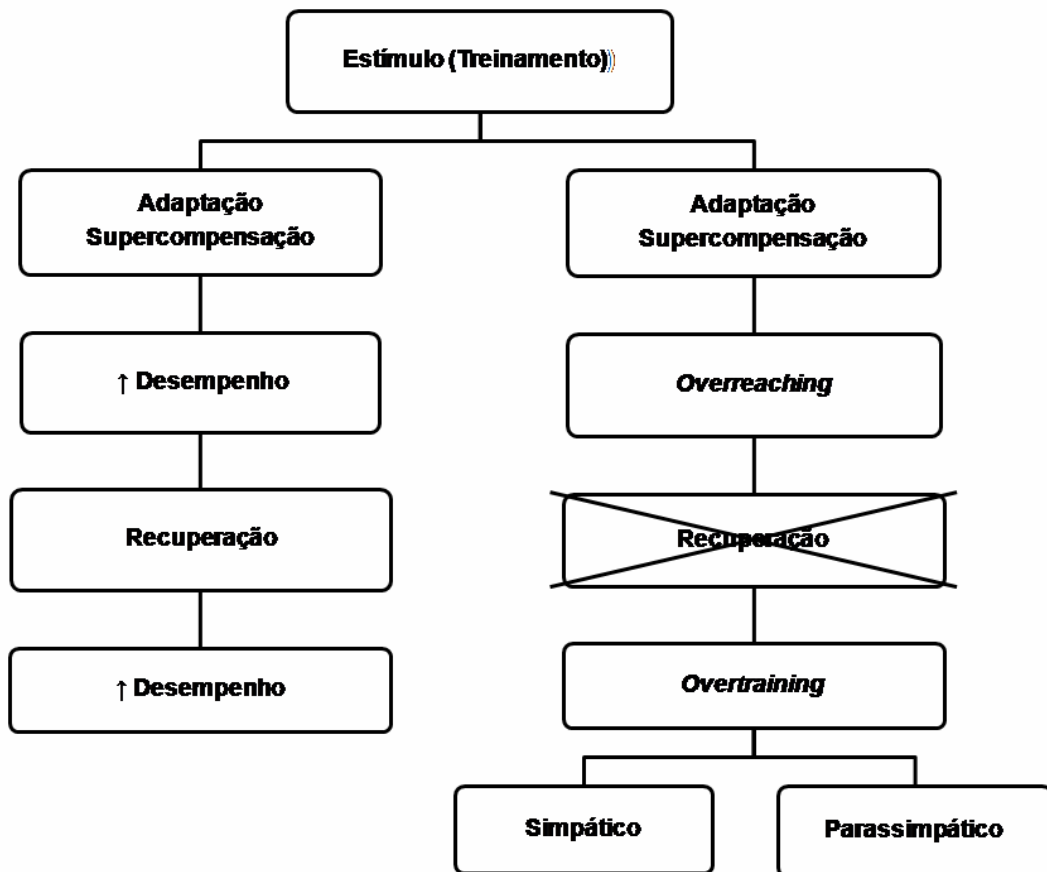 Estímulo (Treinamento))
Adaptação
Supercompensação
Adaptação
Supercompensação
↑ Desempenho
Overreaching
Recuperação
Recuperação
↑ Desempenho
Overtraining
Simpático
Parassimpático